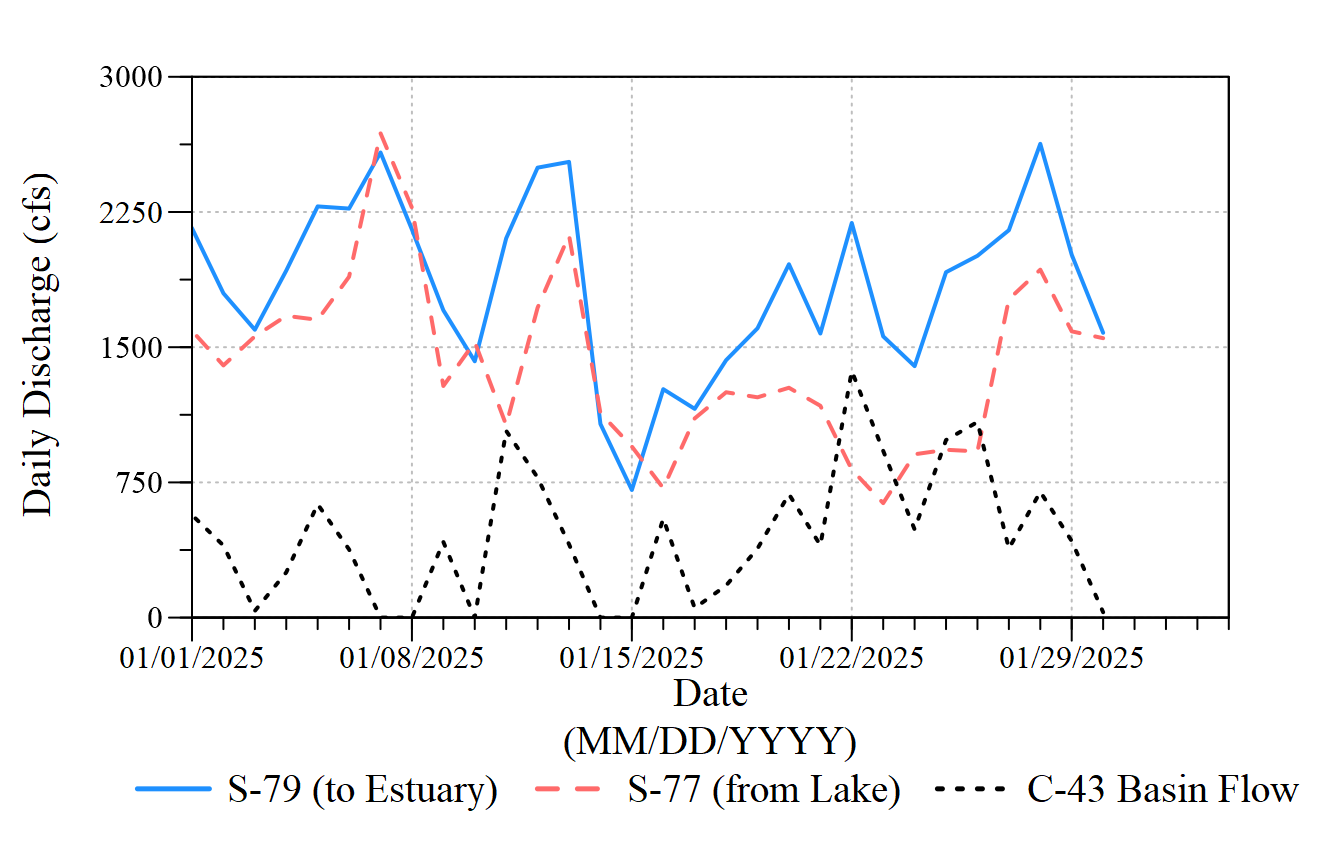 3000
2250
1500
750
0
Daily Discharge (cfs)
01/01/2025 01/08/2025 01/15/2025 01/22/2025 01/29/2025
Date
(MM/DD/YYYY)
S-79 (to Estuary) S-77 (from Lake) C-43 Basin Flow